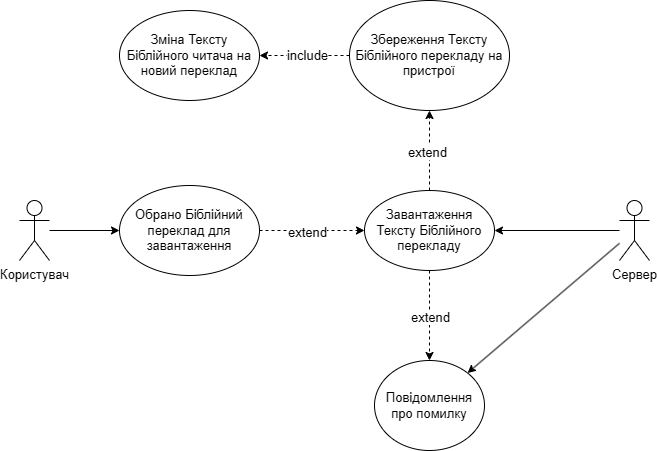 Зміна Тексту
Біблійного читача на
новий переклад
include
Збереження Тексту
Біблійного перекладу на
пристрої
extend
Користувач
Обрано Біблійний
переклад для
завантаження
extend
Завантаження
Тексту Біблійного
перекладу
Сервер
extend
Повідомлення
про помилку